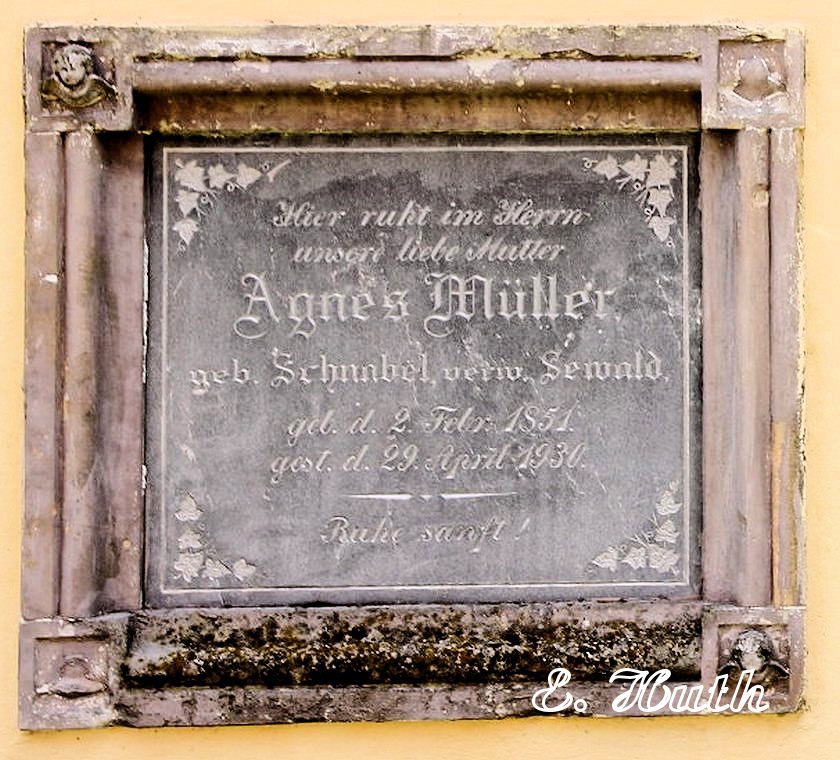 Hier ruht im Herrn
unsere liebe Mutter
Agnes Müller
geb. Schnabel, verw. Sewald,
geb. d. 2. Febr. 1851.
gest. d. 29. April 1930.
Ruhe sanft!
E. Huth